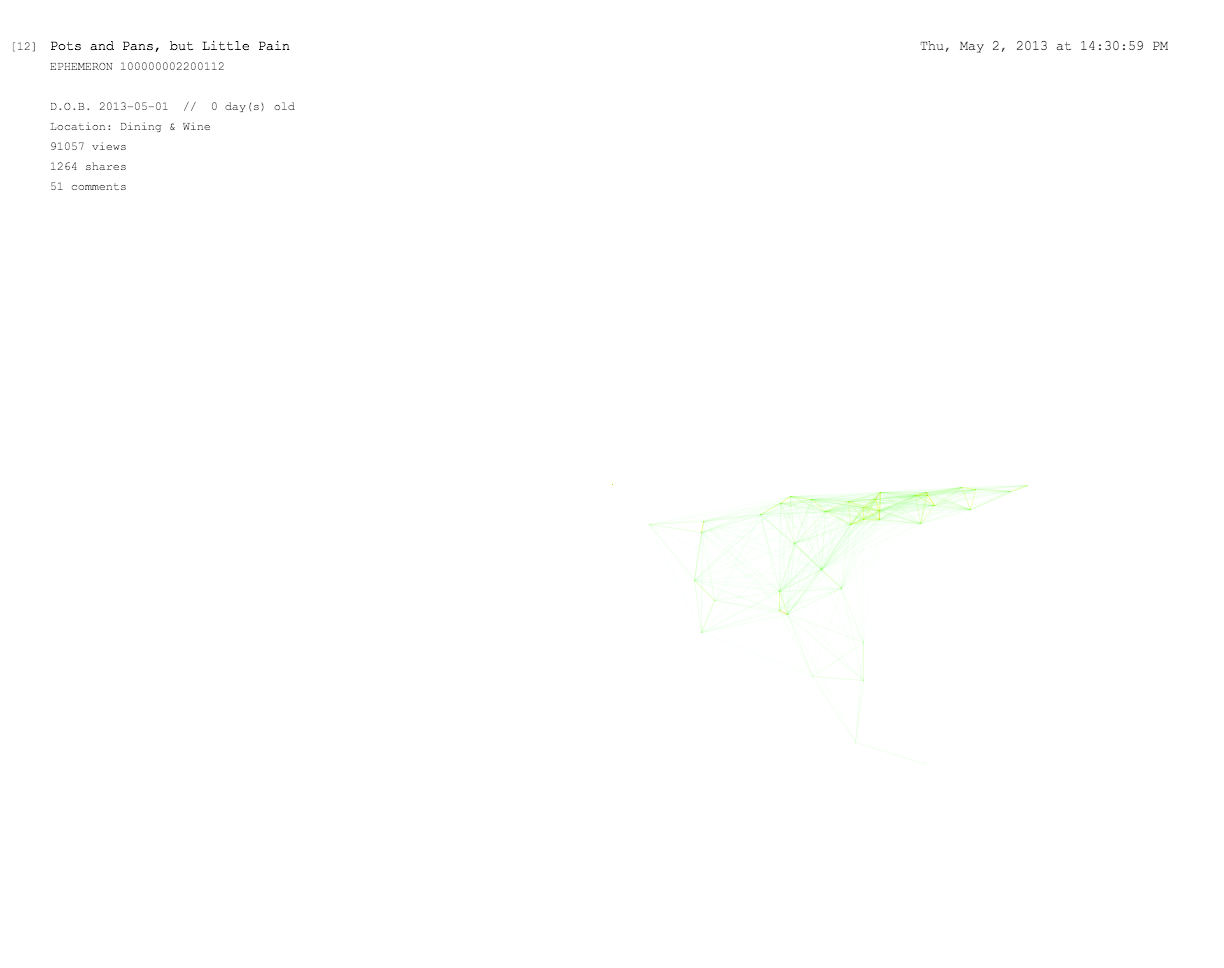 [12] Pots and Pans, but Little Pain
Thu, May 2, 2013 at 14:30:59 PM
EPHEMERON 100000002200112
D.O.B. 2013-05-01 // 0 day(s) old
Location: Dining & Wine
91057 views
1264 shares
51 comments